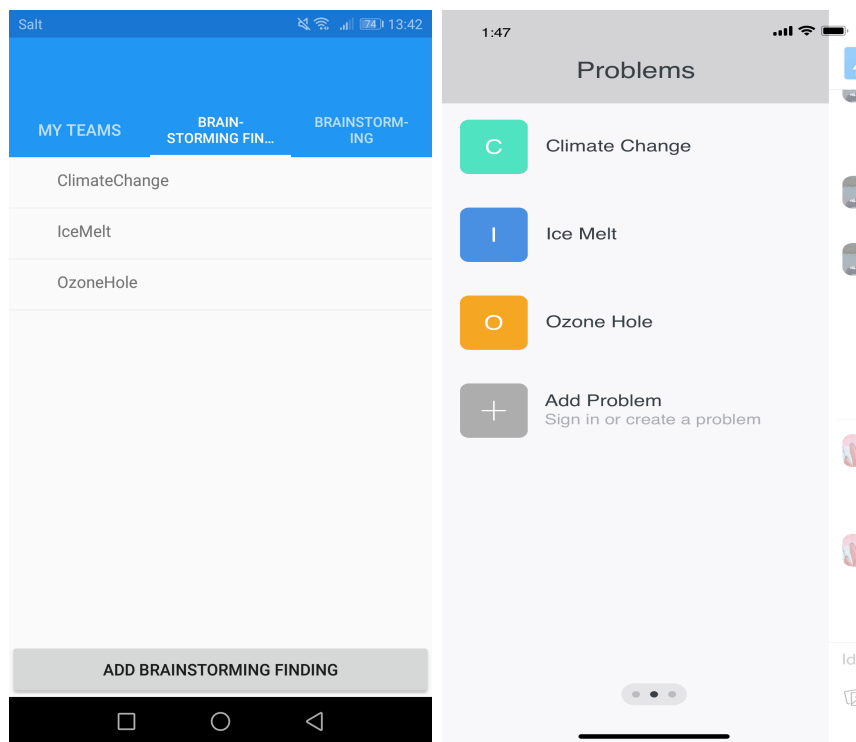 Salt
74 13:42
MY TEAMS
BRAIN-
STORMING FIN...
BRAINSTORM-
ING
ClimateChange
IceMelt
OzoneHole
ADD BRAINSTORMING FINDING
1:47
Problems
C
Climate Change
I
Ice Melt
O
Ozone Hole
Add Problem
Sign in or create a problem
Id